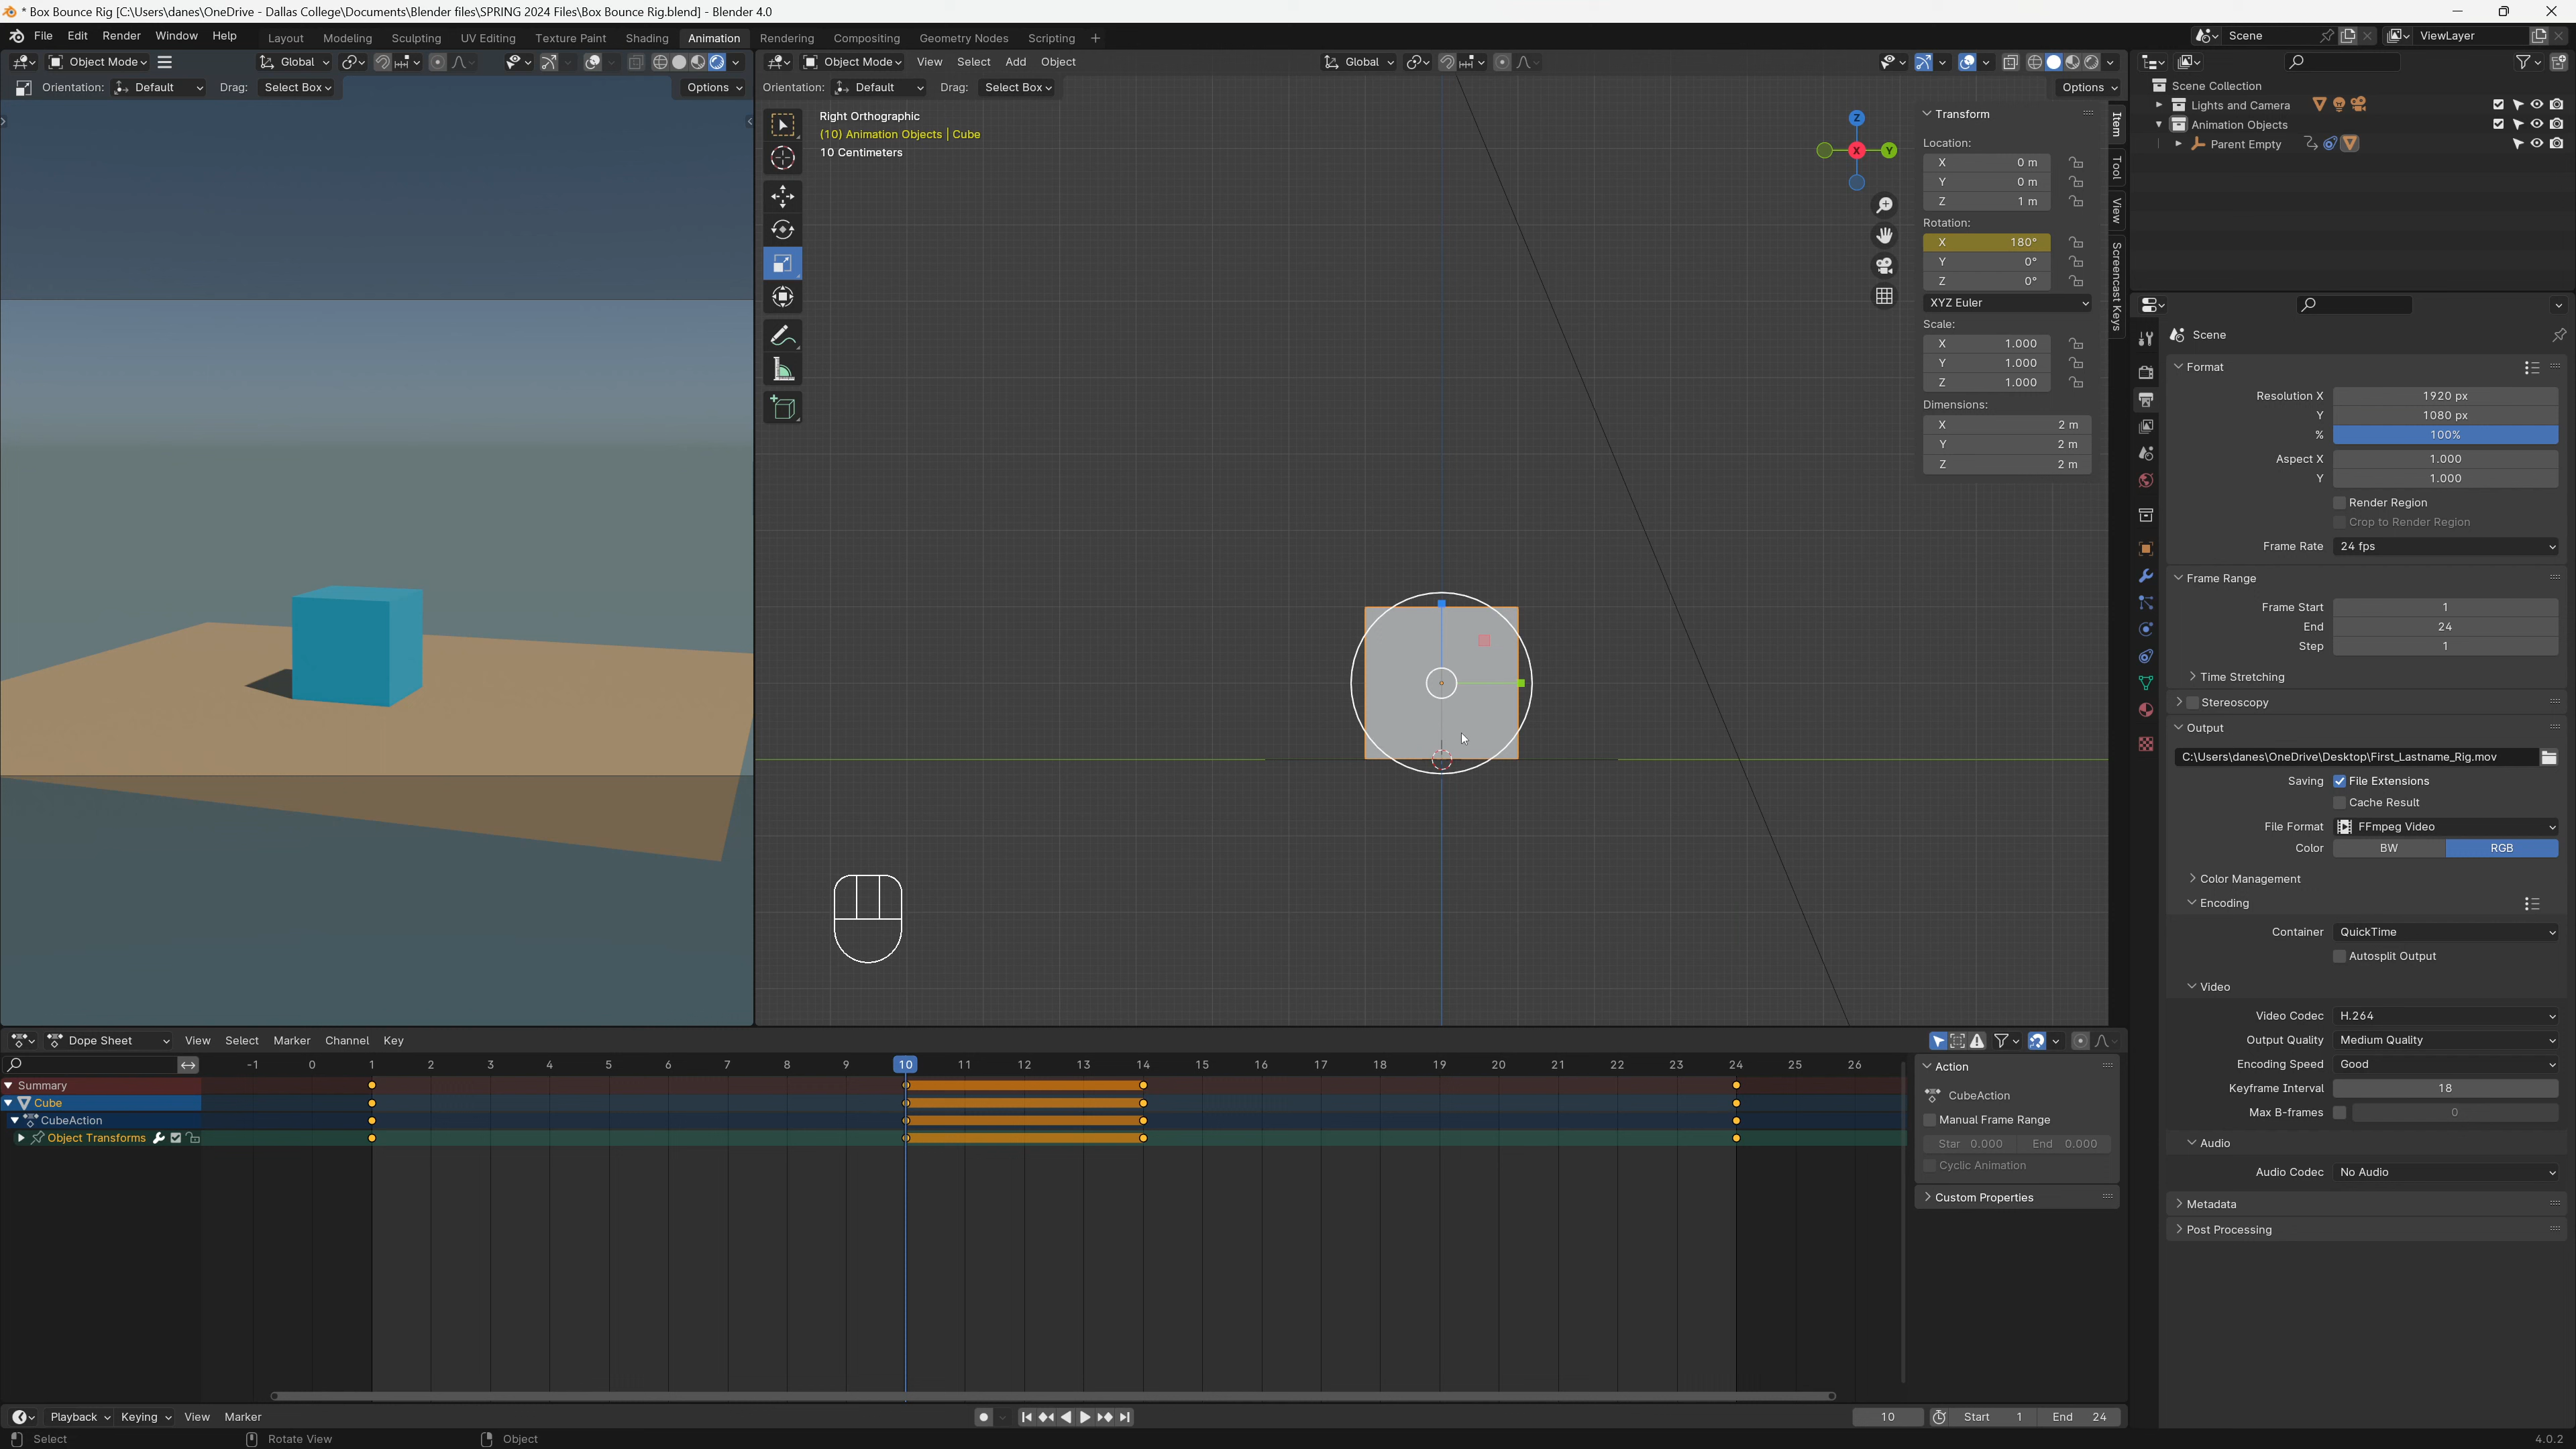 * Box Bounce Rig [C:\Users\danes\OneDrive - Dallas College\Documents\Blender files\SPRING 2024 Files\Box Bounce Rig.blend] - Blender 4.0
File Edit Render Window Help Layout Modeling Sculpting UV Editing Texture Paint Shading Animation Rendering Compositing Geometry Nodes Scripting + Scene ViewLayer
Object Mode Global Object Mode View Select Add Object Global
Orientation: Default Drag: Select Box Options Orientation: Default Drag: Select Box Options
Right Orthographic
(10) Animation Objects | Cube
10 Centimeters
Z
X
Y
Transform
Location:
X 0 m
Y 0 m
Z 1 m
Rotation:
X 180°
Y 0°
Z 0°
XYZ Euler
Scale:
X 1.000
Y 1.000
Z 1.000
Dimensions:
X 2 m
Y 2 m
Z 2 m
Item
Tool
View
Screencast Keys
Scene Collection
Lights and Camera
Animation Objects
Parent Empty
Scene
Format
Resolution X 1920 px
Y 1080 px
% 100%
Aspect X 1.000
Y 1.000
Render Region
Crop to Render Region
Frame Rate 24 fps
Frame Range
Frame Start 1
End 24
Step 1
Time Stretching
Stereoscopy
Output
C:\Users\danes\OneDrive\Desktop\First_Lastname_Rig.mov
Saving File Extensions
Cache Result
File Format FFmpeg Video
Color BW RGB
Color Management
Encoding
Container QuickTime
Autosplit Output
Video
Video Codec H.264
Output Quality Medium Quality
Encoding Speed Good
Keyframe Interval 18
Max B-frames 0
Audio
Audio Codec No Audio
Metadata
Post Processing
Dope Sheet View Select Marker Channel Key
-1 0 1 2 3 4 5 6 7 8 9 10 11 12 13 14 15 16 17 18 19 20 21 22 23 24 25 26
Summary
Cube
CubeAction
Object Transforms
Action
CubeAction
Manual Frame Range
Star 0.000 End 0.000
Cyclic Animation
Custom Properties
Playback Keying View Marker 10 Start 1 End 24
Select Rotate View Object 4.0.2